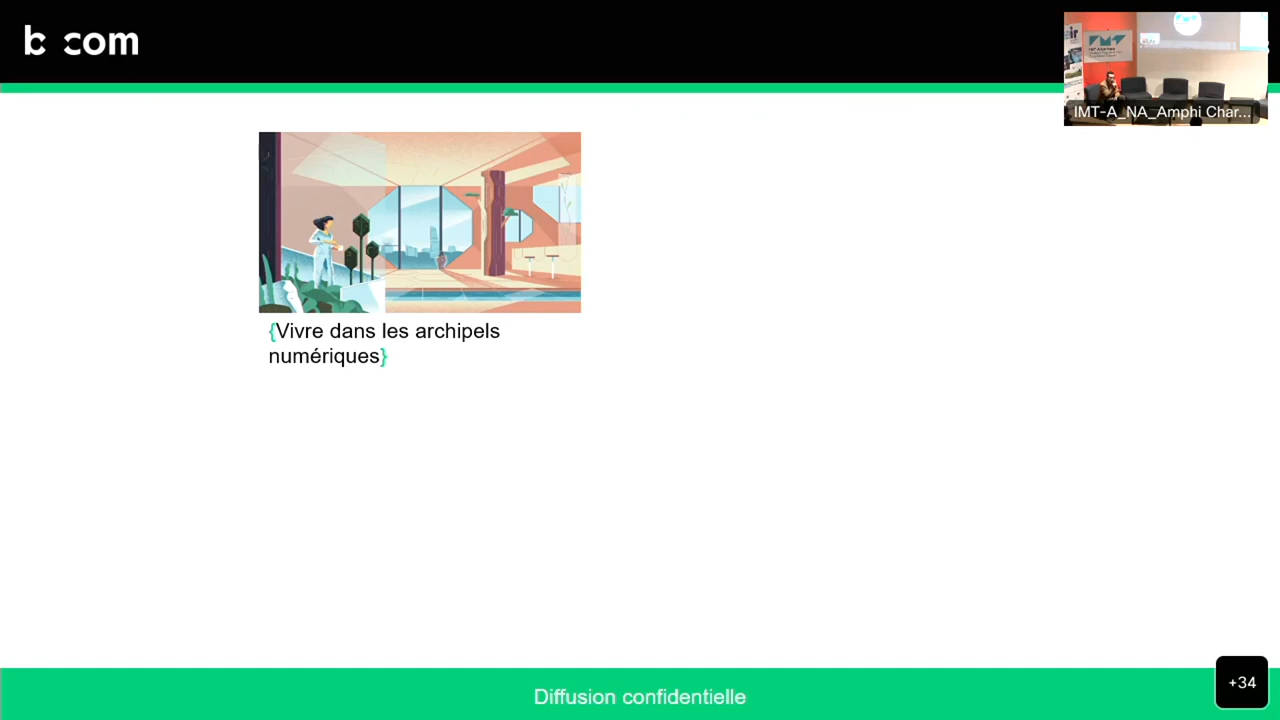 b com
IMT-A_NA_Amphi Char...
{Vivre dans les archipels
numériques}
Diffusion confidentielle
+34